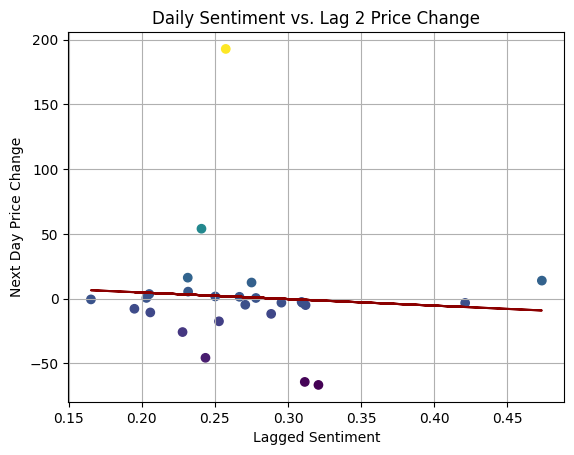 Daily Sentiment vs. Lag 2 Price Change
200
150
100
50
0
−50
Next Day Price Change
0.15 0.20 0.25 0.30 0.35 0.40 0.45
Lagged Sentiment